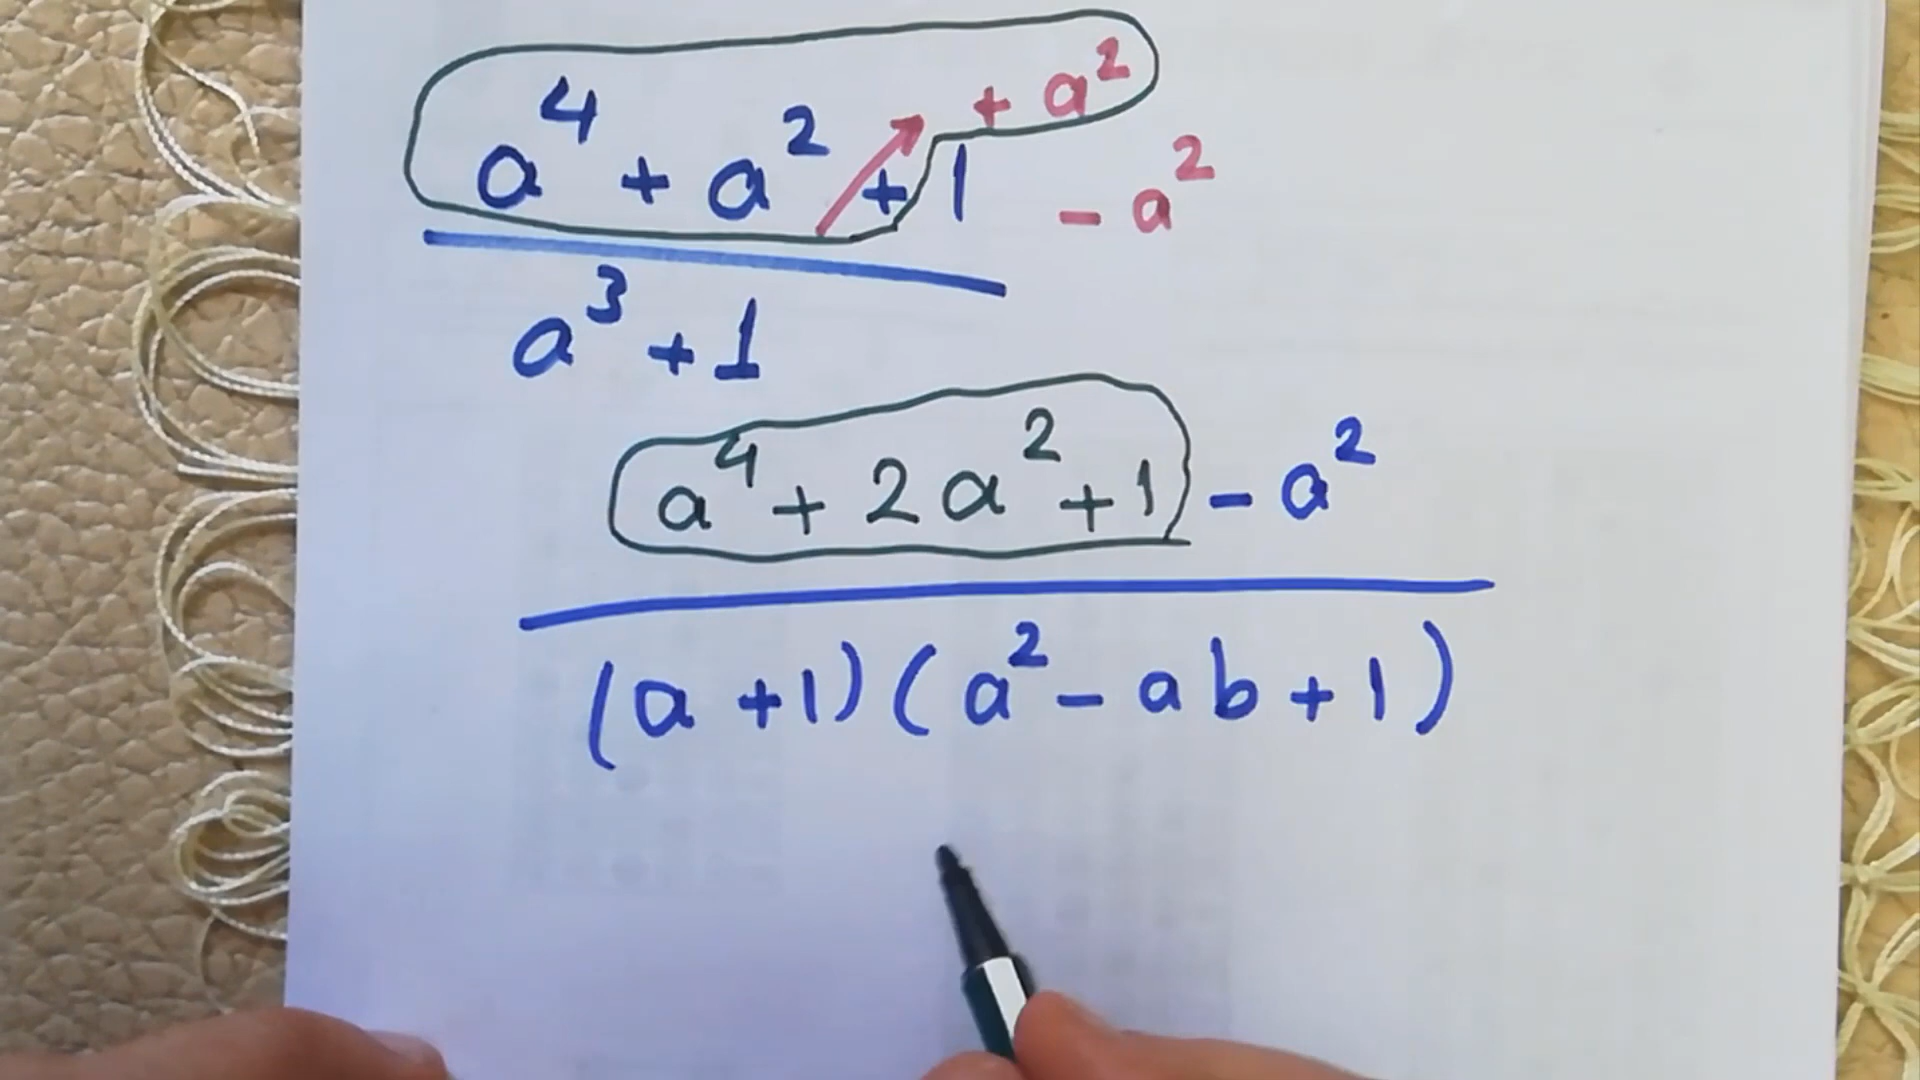 a⁴ + a² + 1 + a² - a²
a³ + 1
a⁴ + 2a² + 1 - a²
(a + 1)(a² - ab + 1)